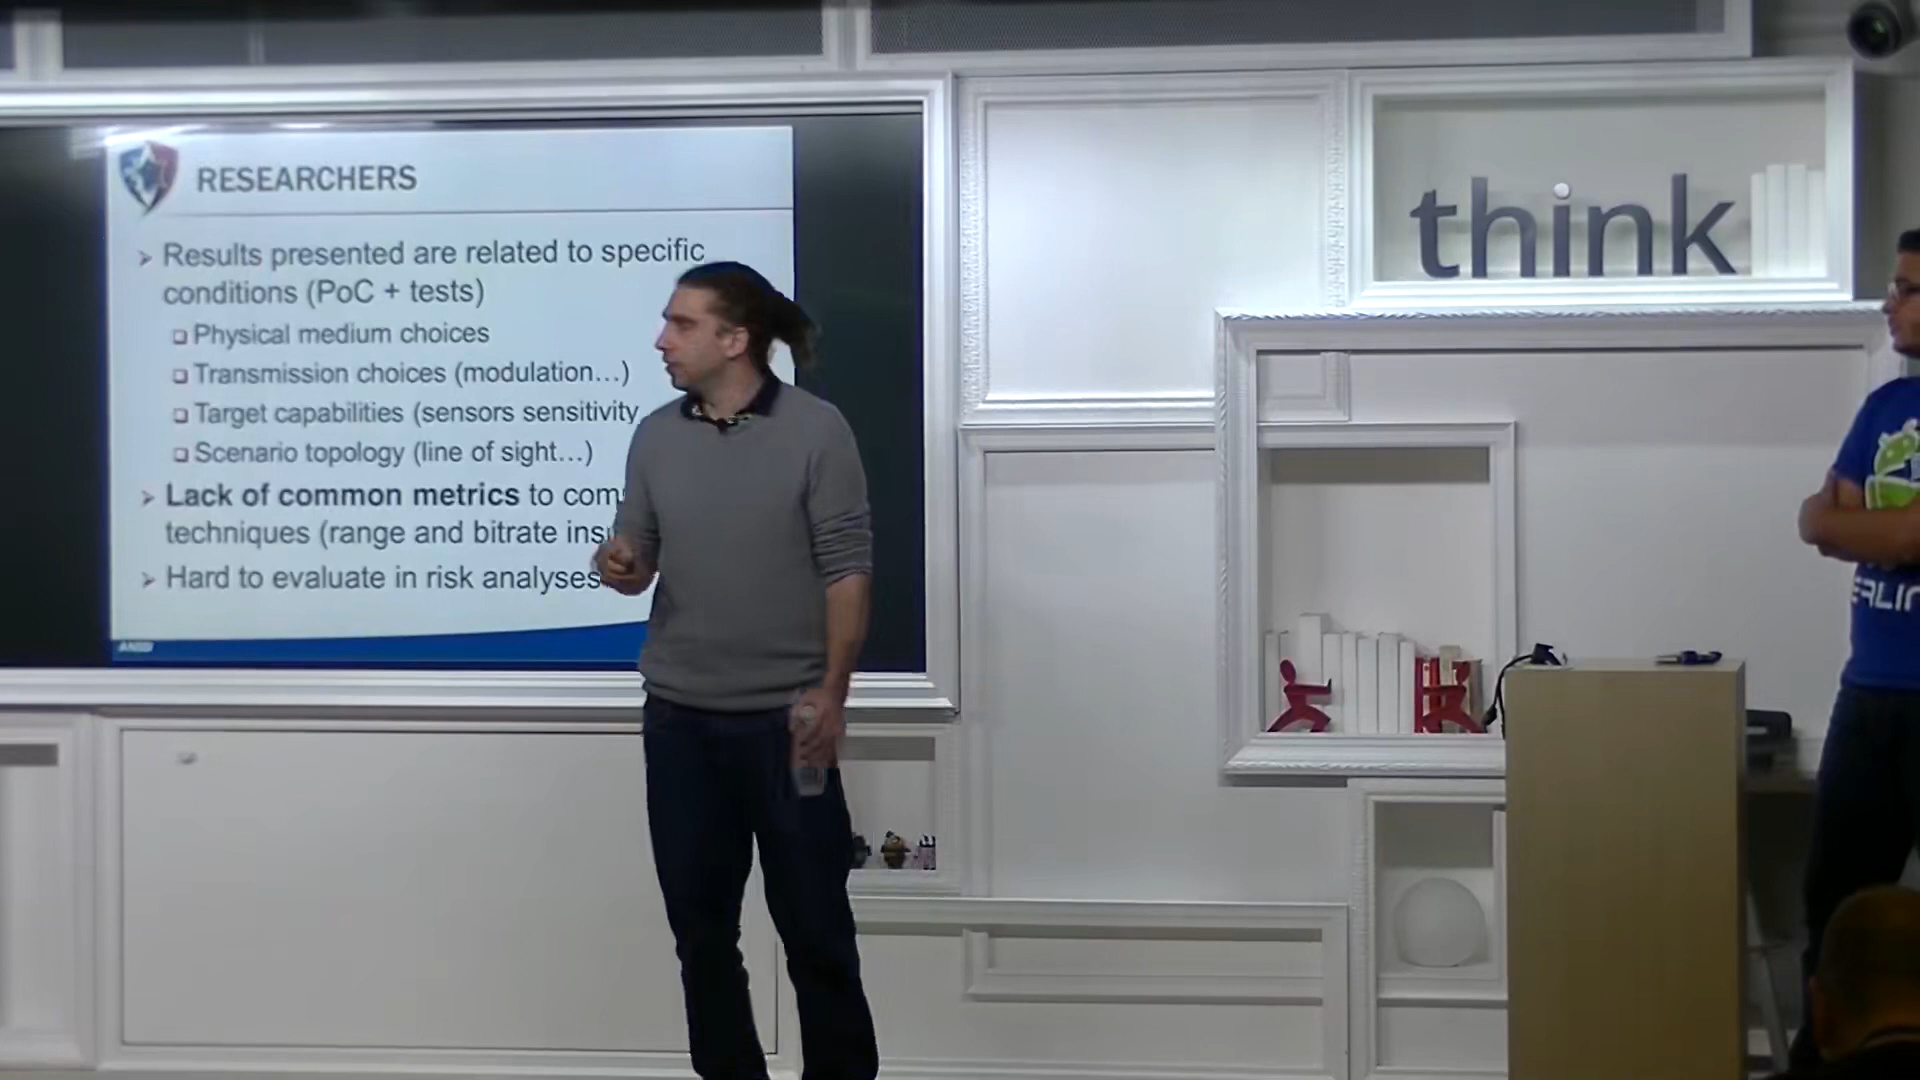 RESEARCHERS
Results presented are related to specific
conditions (PoC + tests)
Physical medium choices
Transmission choices (modulation…)
Target capabilities (sensors sensitivity
Scenario topology (line of sight…)
Lack of common metrics to
techniques (range and bitrate
Hard to evaluate in risk analyses
ANSSI
think